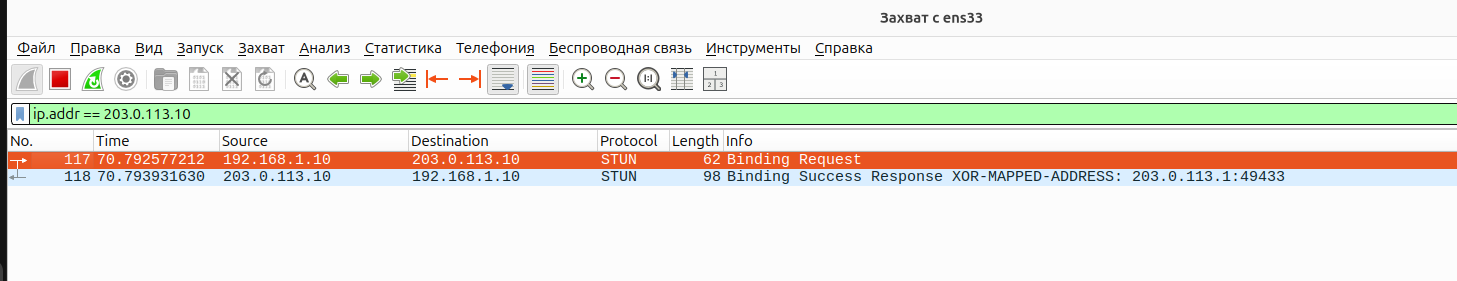 Захват с ens33
Файл Правка Вид Запуск Захват Анализ Статистика Телефония Беспроводная связь Инструменты Справка
ip.addr == 203.0.113.10
No. Time Source Destination Protocol Length Info
117 70.792577212 192.168.1.10 203.0.113.10 STUN 62 Binding Request
118 70.793931630 203.0.113.10 192.168.1.10 STUN 98 Binding Success Response XOR-MAPPED-ADDRESS: 203.0.113.1:49433